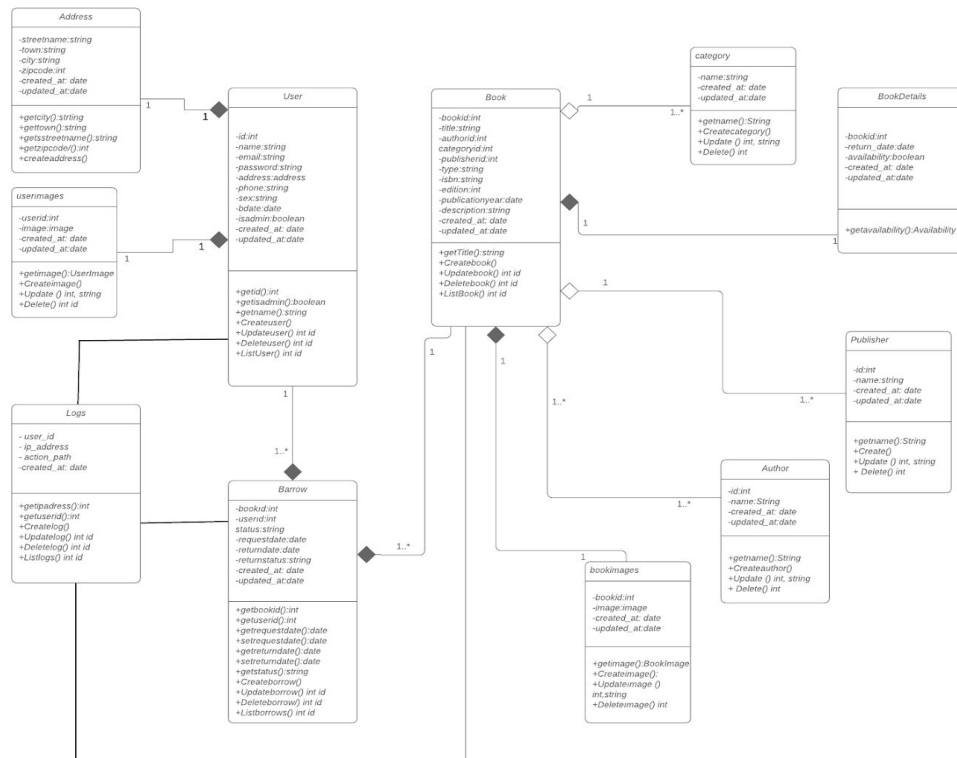 Address
-streetname:string
-town:string
-city:string
-zipcode:int
-created_at: date
-updated_at:date
+getcity():strting
+gettown():string
+getsstreetname():string
+getzipcode/():int
+createaddress()
1
1
userimages
-userid:int
-image:image
-created_at: date
-updated_at:date
+getimage():UserImage
+Createimage()
+Update () int, string
+Delete() int id
1
1
User
-id:int
-name:string
-email:string
-password:string
-address:address
-phone:string
-sex:string
-bdate:date
-isadmin:boolean
-created_at: date
-updated_at:date
+getid():int
+getisadmin():boolean
+getname():string
+Createuser()
+Updateuser() int id
+Deleteuser() int id
+ListUser() int id
1
1..*
Logs
- user_id
- ip_address
- action_path
-created_at: date
+getipadress():int
+getuserid():int
+Createlog()
+Updatelog() int id
+Deletelog() int id
+Listlogs() int id
Barrow
-bookid:int
-userid:int
status:string
-requestdate:date
-returndate:date
-returnstatus:string
-created_at: date
-updated_at:date
+getbookid():int
+getuserid():int
+getrequestdate():date
+setrequestdate():date
+getreturndate():date
+setreturndate():date
+getstatus():string
+Createborrow()
+Updateborrow() int id
+Deleteborrow/) int id
+Listborrows() int id
1..*
1
Book
-bookid:int
-title:string
-authorid:int
categoryid:int
-publisherid:int
-type:string
-isbn:string
-edition:int
-publicationyear:date
-description:string
-created_at: date
-updated_at:date
+getTitle():string
+Createbook()
+Updatebook() int id
+Deletebook() int id
+ListBook() int id
1
1..*
category
-name:string
-created_at: date
-updated_at:date
+getname():String
+Createcategory()
+Update () int, string
+Delete() int
BookDetails
-bookid:int
-return_date:date
-availability:boolean
-created_at: date
-updated_at:date
+getavailability():Availability
1
1
1
1..*
Publisher
-id:int
-name:string
-created_at: date
-updated_at:date
+getname():String
+Create()
+Update () int, string
+ Delete() int
1..*
1..*
Author
-id:int
-name:String
-created_at: date
-updated_at:date
+getname():String
+Createauthor()
+Update () int, string
+ Delete() int
1
1
bookimages
-bookid:int
-image:image
-created_at: date
-updated_at:date
+getimage():BookImage
+Createimage():
+Updateimage ()
int,string
+Deleteimage() int